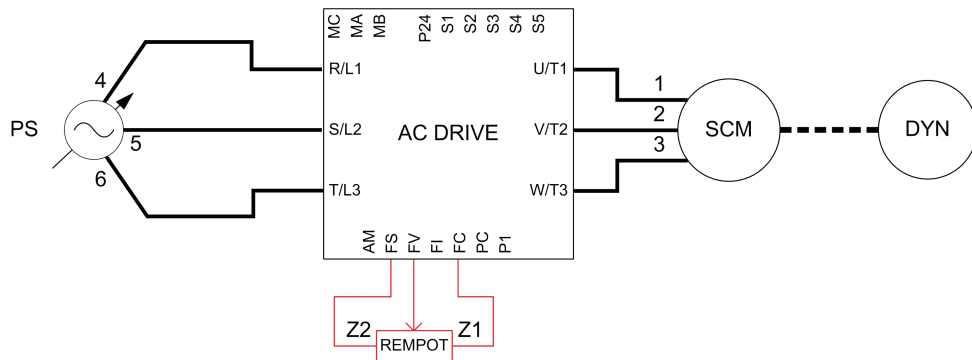 MC MA MB P24 S1 S2 S3 S4 S5
4 R/L1 U/T1 1
PS 5 S/L2 AC DRIVE V/T2 2 SCM DYN
6 T/L3 W/T3 3
AM FS FV FI FC PC P1
Z2 REMPOT Z1